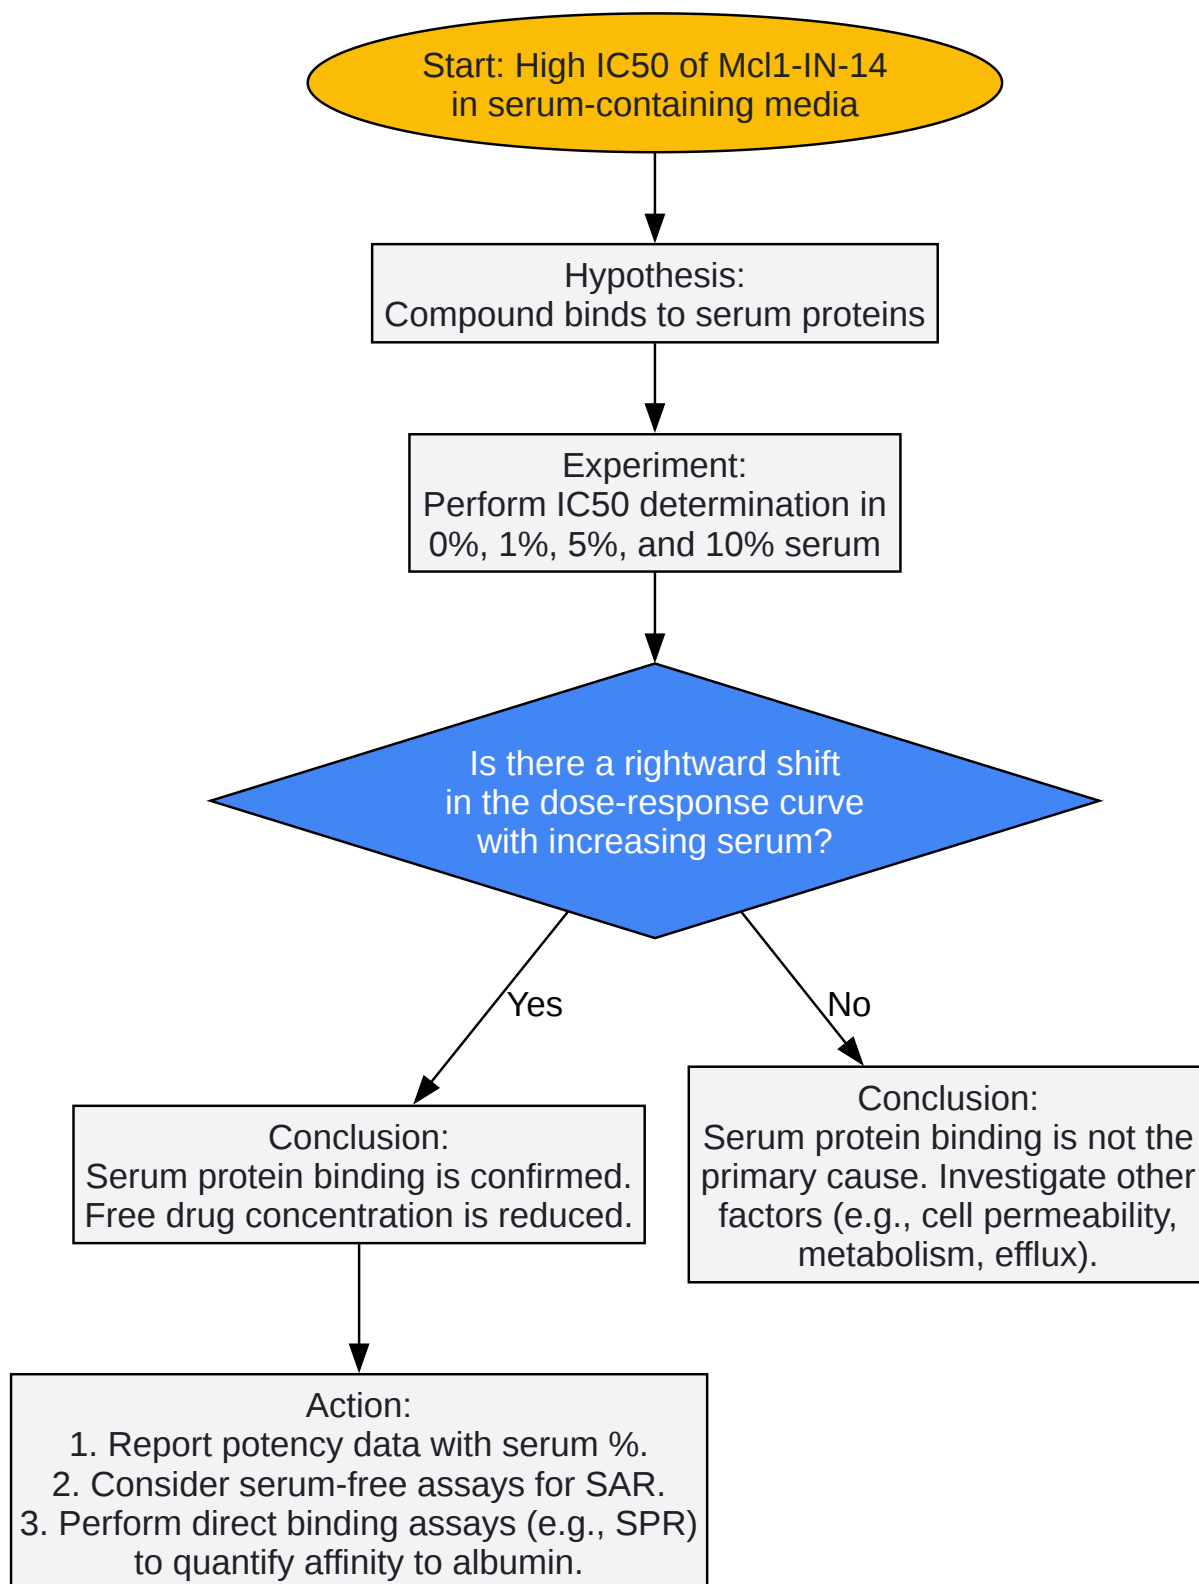 Start: High IC50 of Mcl1-IN-14
in serum-containing media
Hypothesis:
Compound binds to serum proteins
Experiment:
Perform IC50 determination in
0%, 1%, 5%, and 10% serum
Is there a rightward shift
in the dose-response curve
with increasing serum?
Yes
No
Conclusion:
Serum protein binding is confirmed.
Free drug concentration is reduced.
Conclusion:
Serum protein binding is not the
primary cause. Investigate other
factors (e.g., cell permeability,
metabolism, efflux).
Action:
1. Report potency data with serum %.
2. Consider serum-free assays for SAR.
3. Perform direct binding assays (e.g., SPR)
to quantify affinity to albumin.